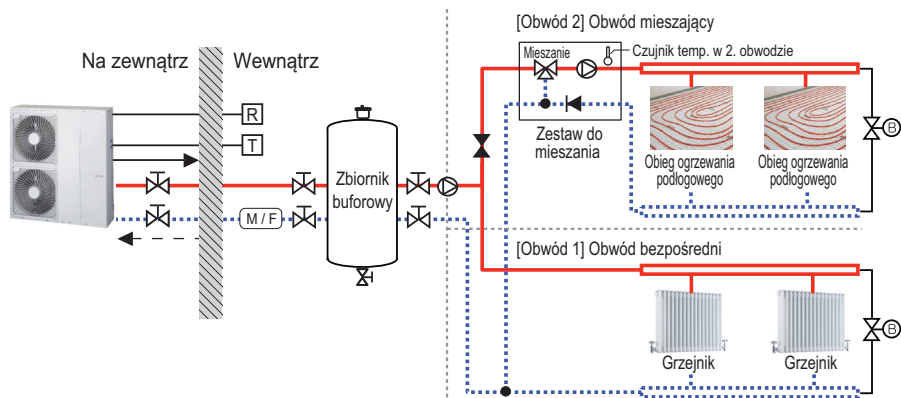 Na zewnątrz
Wewnątrz
R
T
M / F
Zbiornik
buforowy
[Obwód 2] Obwód mieszający
Mieszanie
Czujnik temp. w 2. obwodzie
Zestaw do
mieszania
Obieg ogrzewania
podłogowego
Obieg ogrzewania
podłogowego
B
[Obwód 1] Obwód bezpośredni
Grzejnik
Grzejnik
B